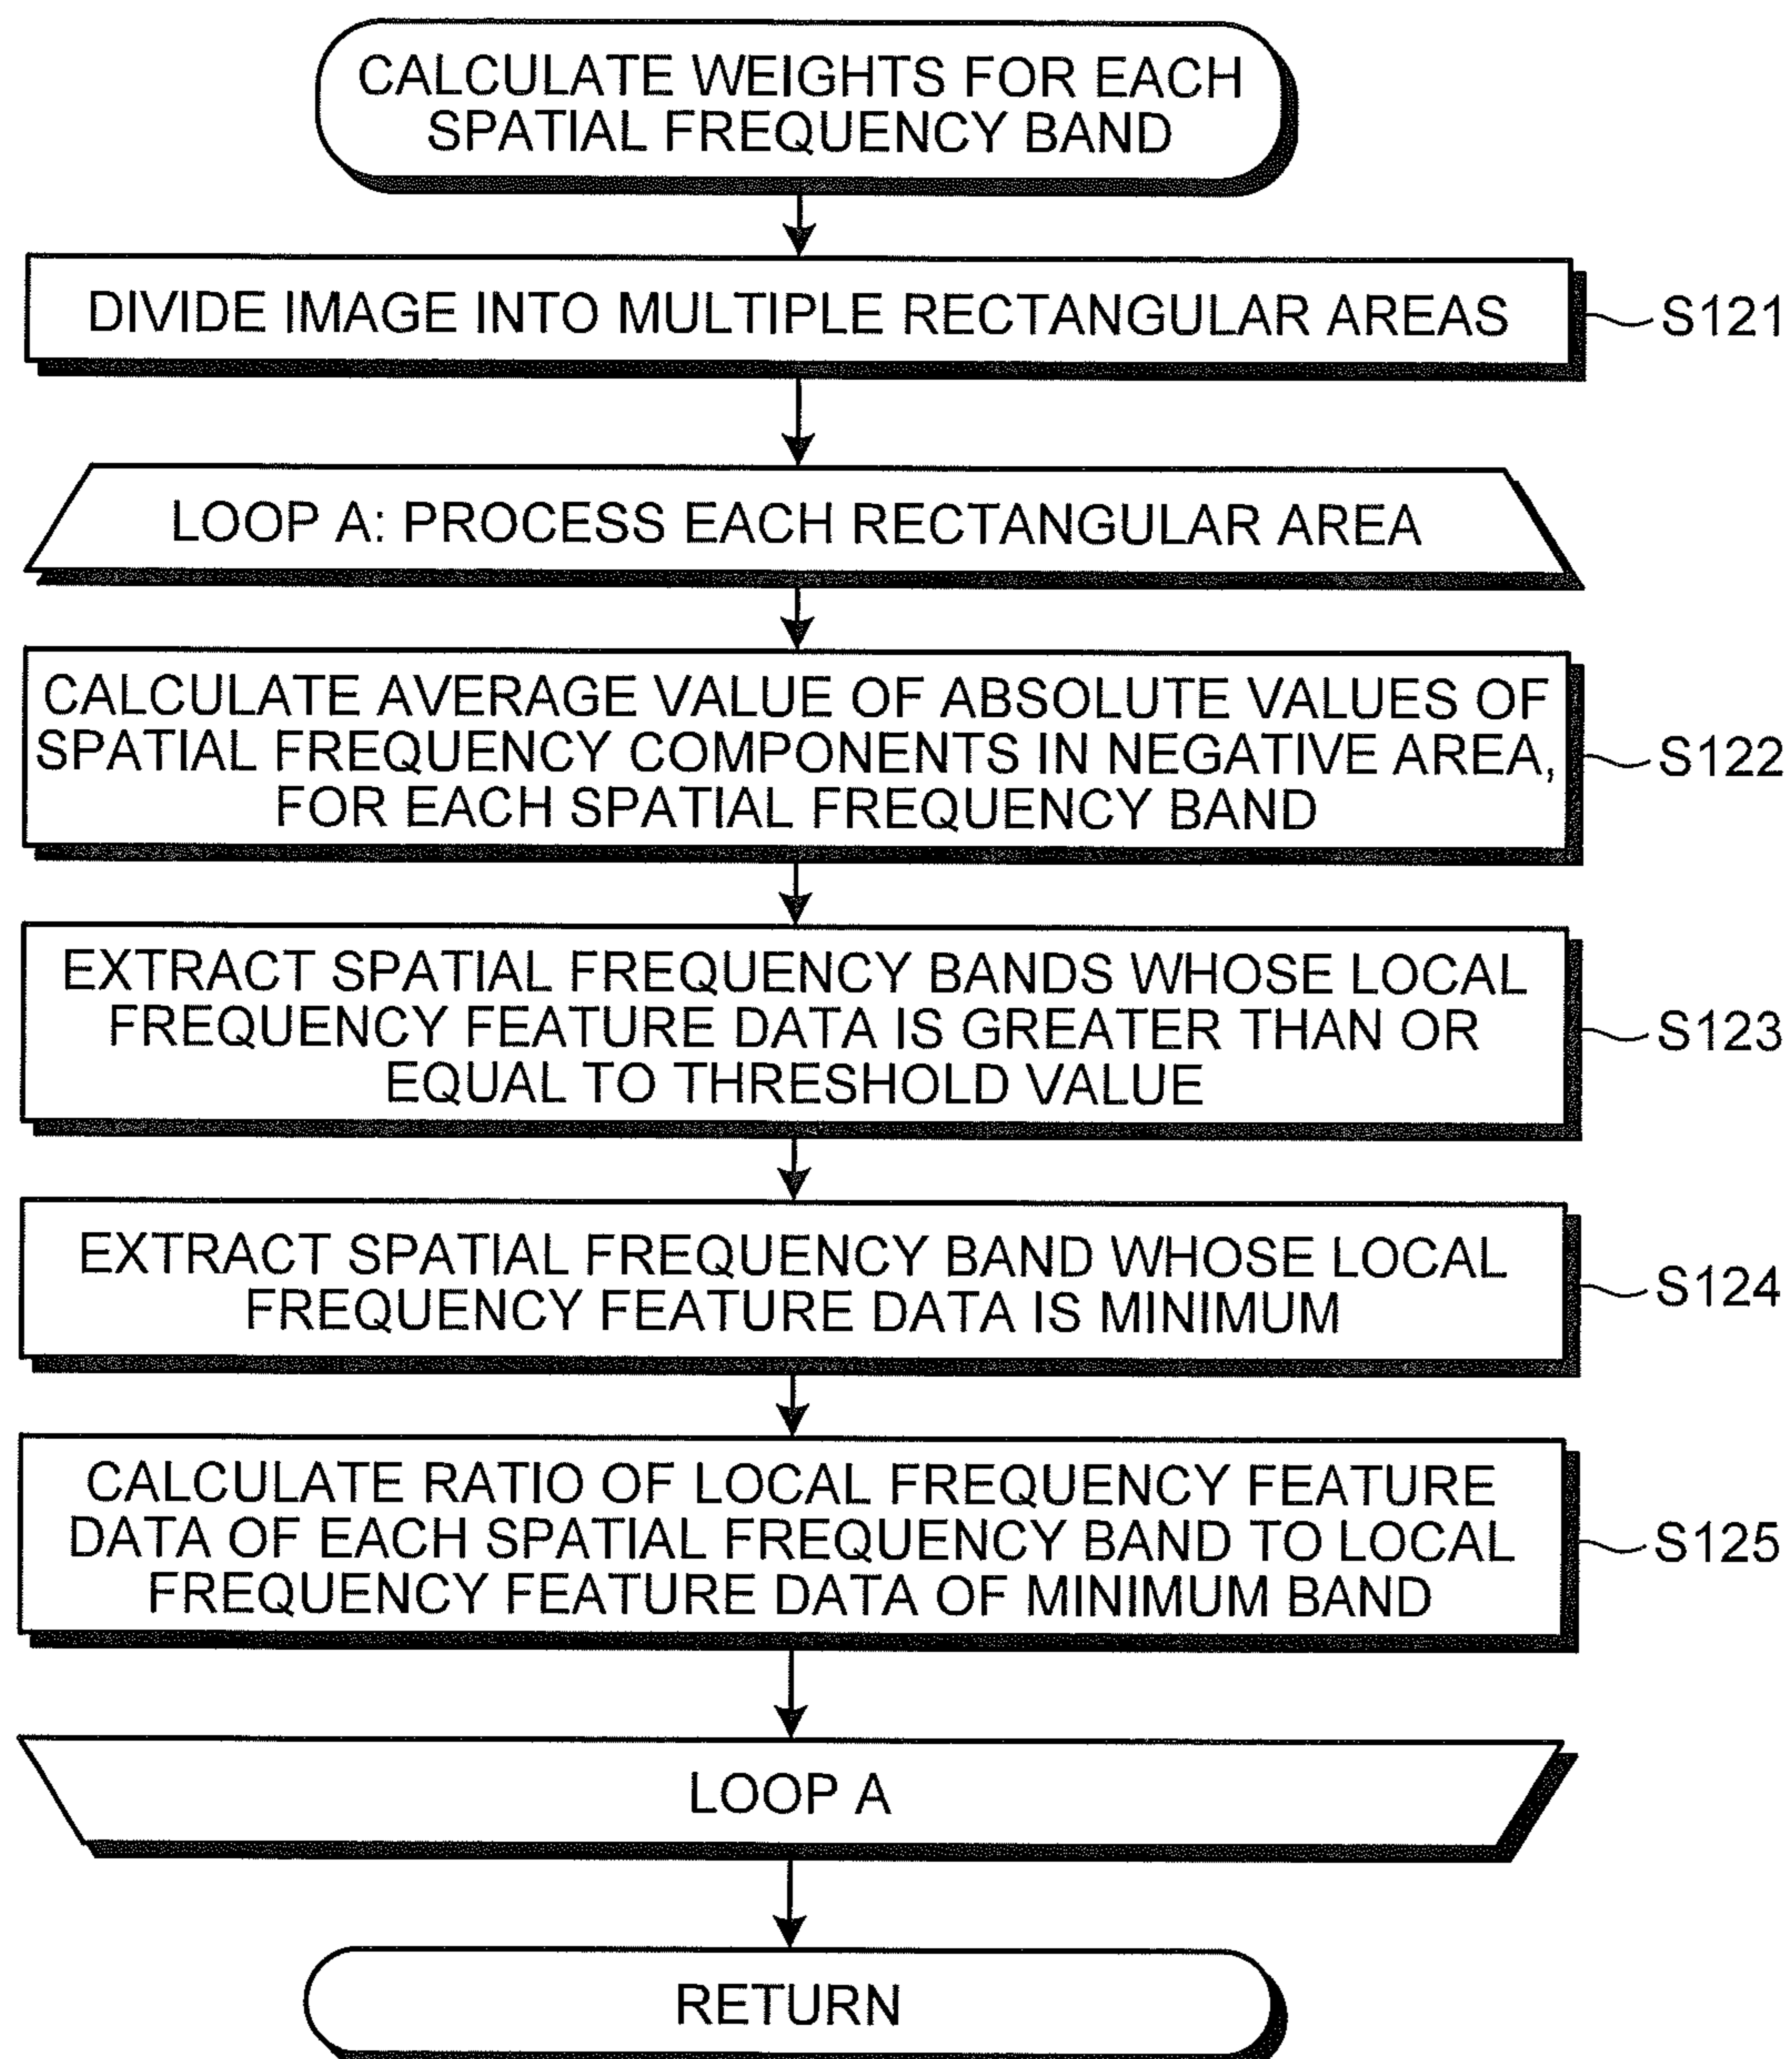 CALCULATE WEIGHTS FOR EACH
SPATIAL FREQUENCY BAND
DIVIDE IMAGE INTO MULTIPLE RECTANGULAR AREAS
S121
LOOP A: PROCESS EACH RECTANGULAR AREA
CALCULATE AVERAGE VALUE OF ABSOLUTE VALUES OF
SPATIAL FREQUENCY COMPONENTS IN NEGATIVE AREA,
FOR EACH SPATIAL FREQUENCY BAND
S122
EXTRACT SPATIAL FREQUENCY BANDS WHOSE LOCAL
FREQUENCY FEATURE DATA IS GREATER THAN OR
EQUAL TO THRESHOLD VALUE
S123
EXTRACT SPATIAL FREQUENCY BAND WHOSE LOCAL
FREQUENCY FEATURE DATA IS MINIMUM
S124
CALCULATE RATIO OF LOCAL FREQUENCY FEATURE
DATA OF EACH SPATIAL FREQUENCY BAND TO LOCAL
FREQUENCY FEATURE DATA OF MINIMUM BAND
S125
LOOP A
RETURN